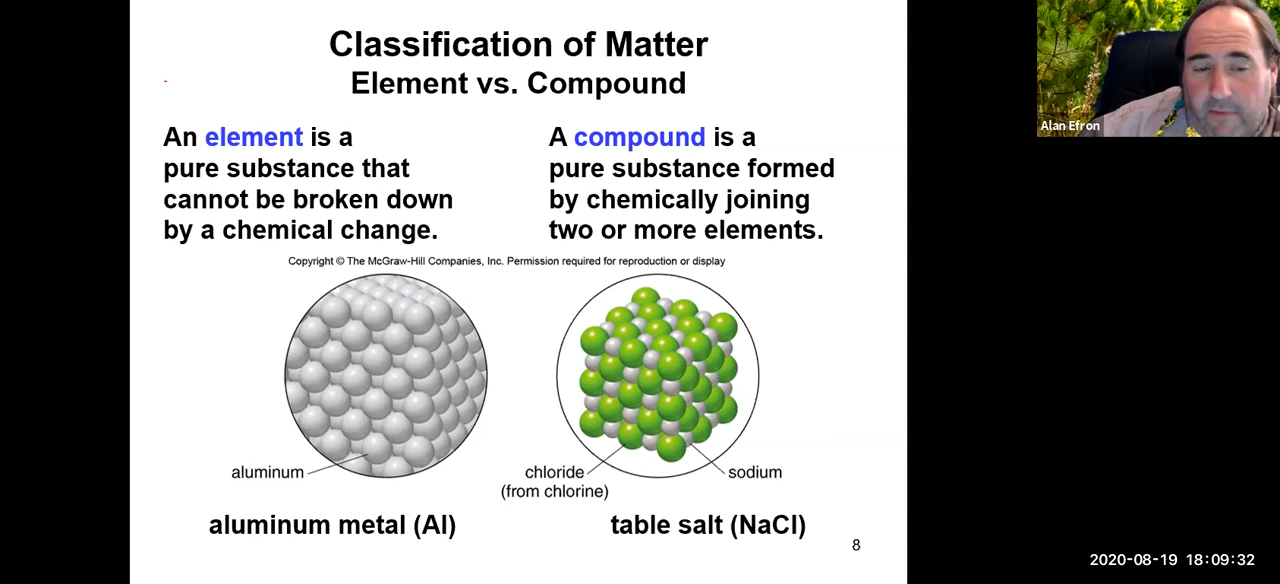 Classification of Matter
Element vs. Compound
An element is a
pure substance that
cannot be broken down
by a chemical change.
A compound is a
pure substance formed
by chemically joining
two or more elements.
Copyright © The McGraw-Hill Companies, Inc. Permission required for reproduction or display
aluminum
chloride
(from chlorine)
sodium
aluminum metal (Al)
table salt (NaCl)
8
Alan Efron
2020-08-19 18:09:32